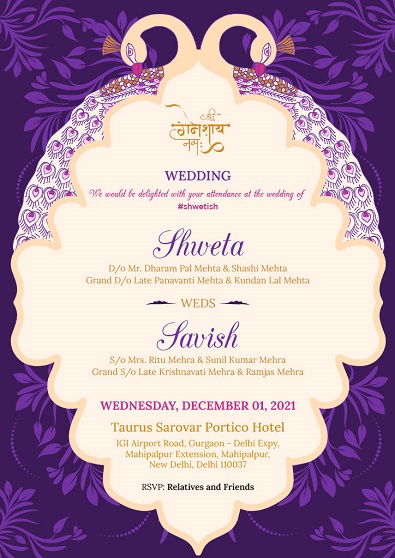 श्री
गणेशाय
नमः
WEDDING
We would be delighted with your attendance at the wedding of
#shwetish
Shweta
D/o Mr. Dharam Pal Mehta & Shashi Mehta
Grand D/o Late Panavanti Mehta & Kundan Lal Mehta
WEDS
Savish
S/o Mrs. Ritu Mehra & Sunil Kumar Mehra
Grand S/o Late Krishnavati Mehra & Ramjas Mehra
WEDNESDAY, DECEMBER 01, 2021
Taurus Sarovar Portico Hotel
IGI Airport Road, Gurgaon - Delhi Expy,
Mahipalpur Extension, Mahipalpur,
New Delhi, Delhi 110037
RSVP: Relatives and Friends